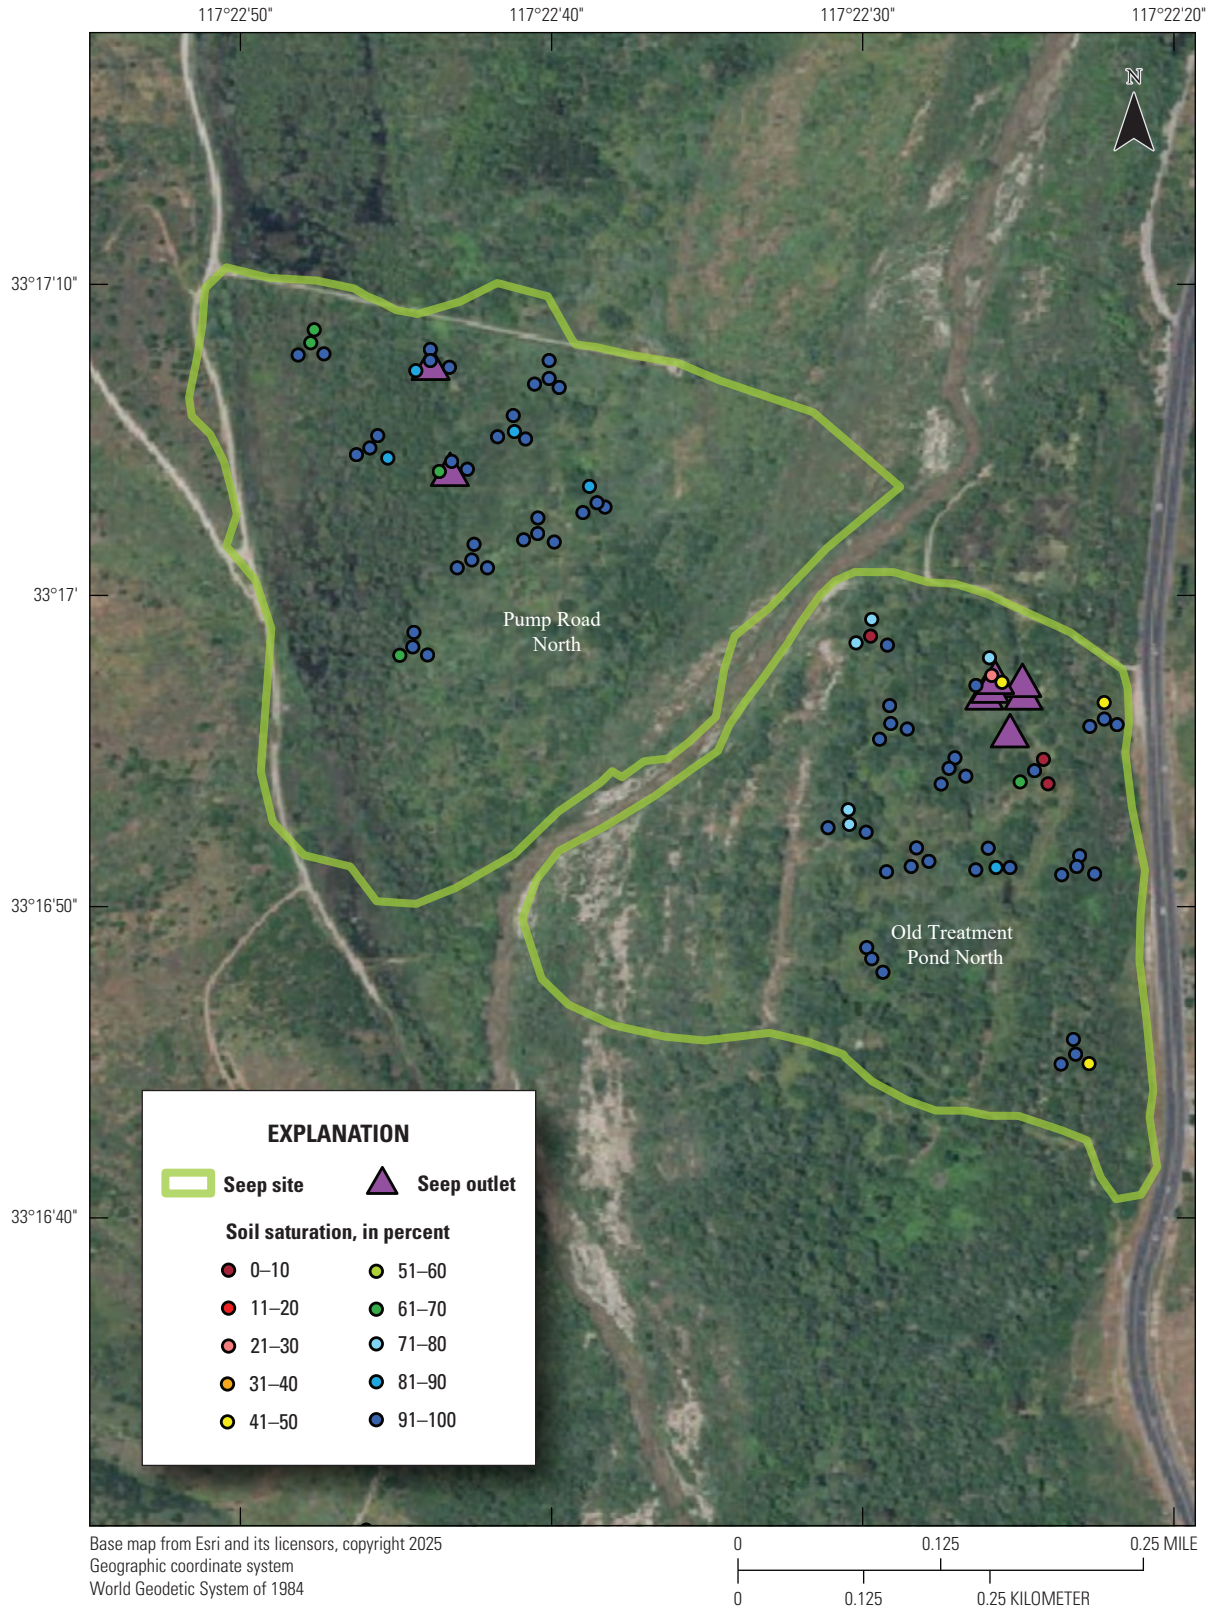 117°22'50"
117°22'40"
117°22'30"
117°22'20"
N
33°17'10"
33°17'
33°16'50"
33°16'40"
Pump Road
North
Old Treatment
Pond North
EXPLANATION
Seep site
Seep outlet
Soil saturation, in percent
0–10
11–20
21–30
31–40
41–50
51–60
61–70
71–80
81–90
91–100
Base map from Esri and its licensors, copyright 2025
Geographic coordinate system
World Geodetic System of 1984
0 0.125 0.25 MILE
0 0.125 0.25 KILOMETER